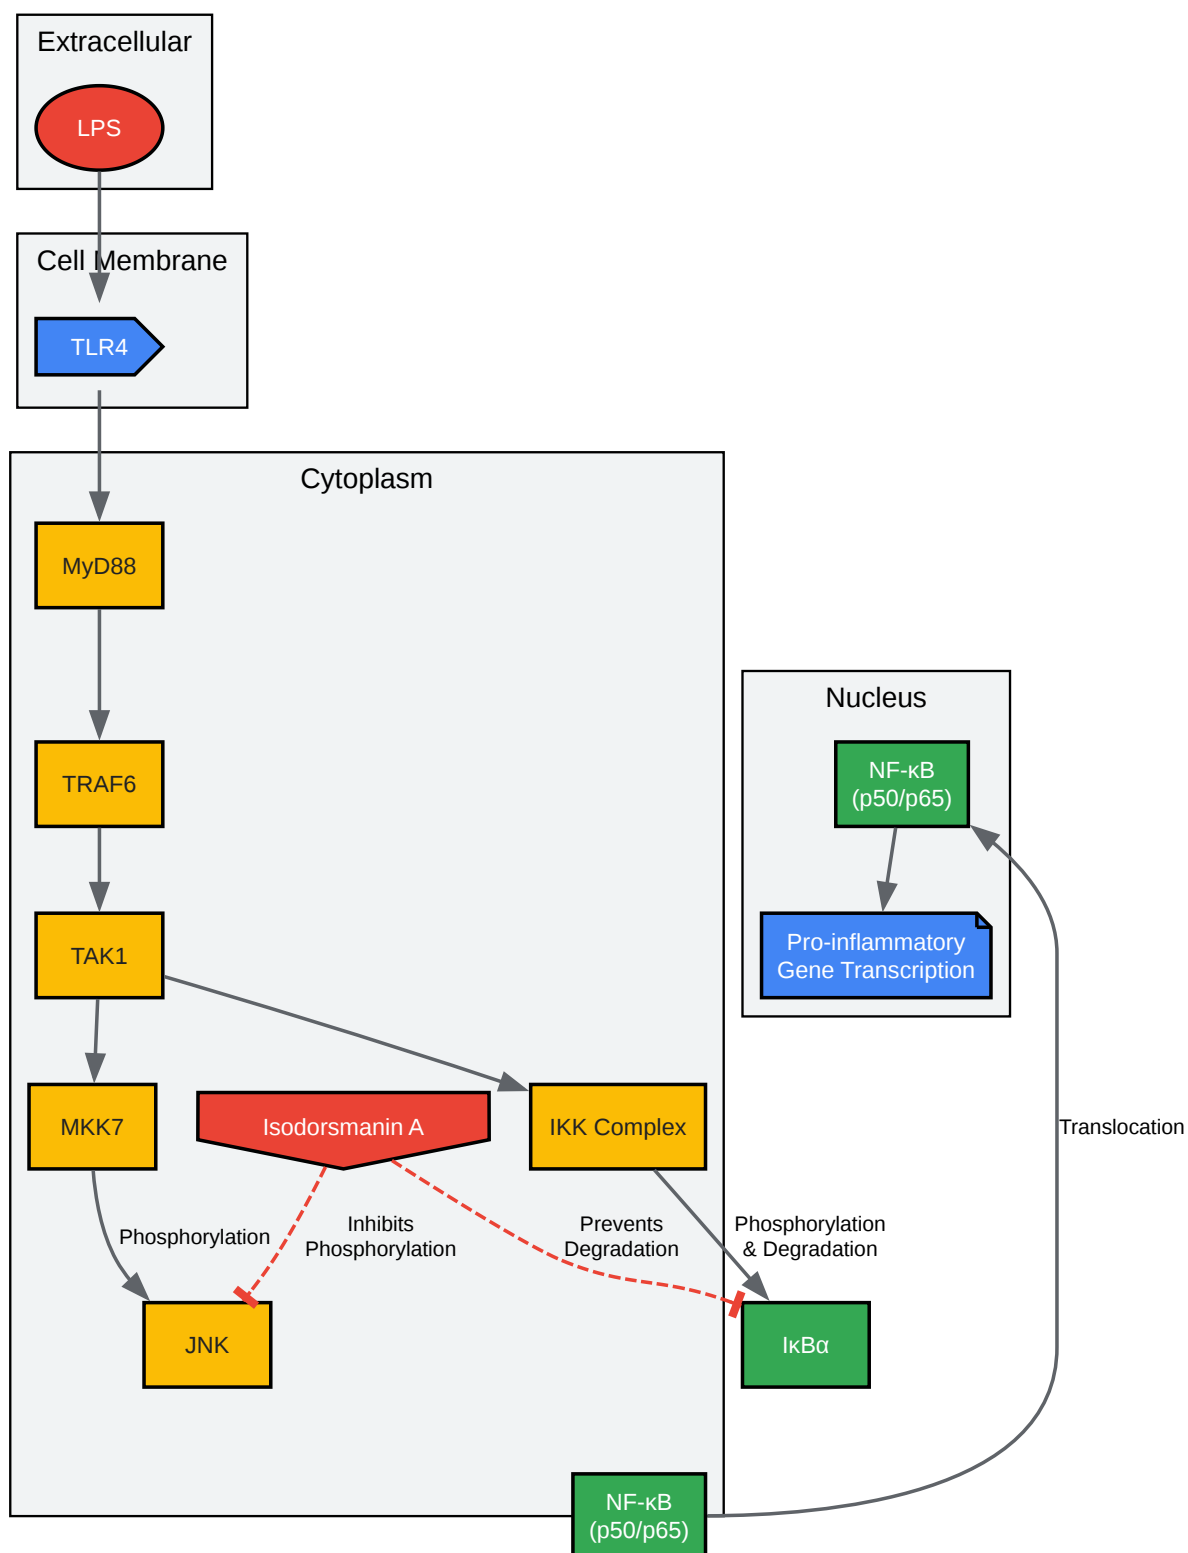 Extracellular
LPS
Cell Membrane
TLR4
Cytoplasm
MyD88
TRAF6
TAK1
MKK7
Isodorsmanin A
IKK Complex
Phosphorylation
Inhibits
Phosphorylation
Prevents
Degradation
Phosphorylation
& Degradation
JNK
IκBα
NF-κB
(p50/p65)
Nucleus
NF-κB
(p50/p65)
Pro-inflammatory
Gene Transcription
Translocation